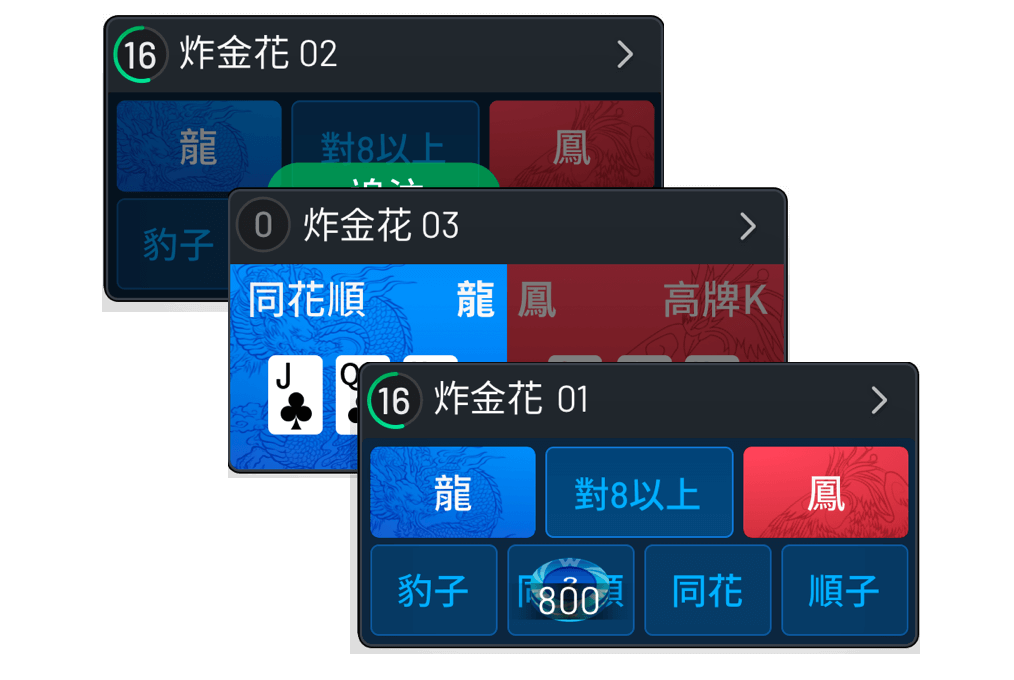 16 炸金花 02
龍 對8以上 鳳
豹子
0 炸金花 03
同花順 龍 鳳 高牌K
J Q
16 炸金花 01
龍 對8以上 鳳
豹子 800 同花 順子